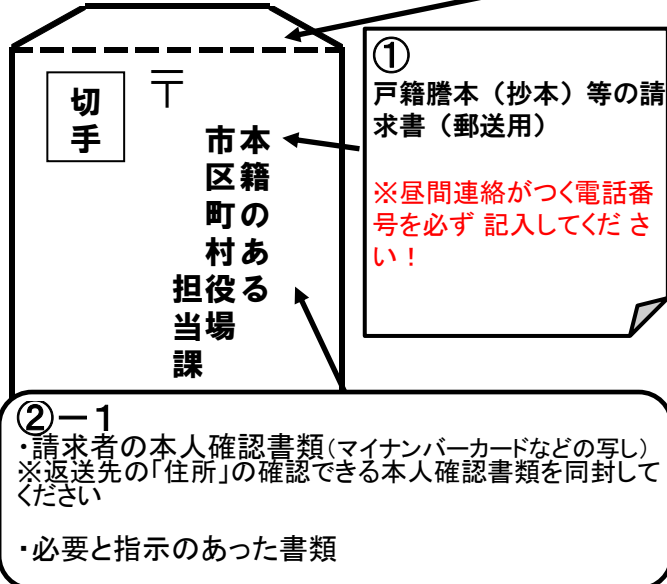 切
手
〒
本籍のある
市区町村役場
担当課
①
戸籍謄本（抄本）等の請
求書（郵送用）
※昼間連絡がつく電話番
号を必ず 記入してくだ さ
い！
②－１
・請求者の本人確認書類(マイナンバーカードなどの写し)
※返送先の「住所」の確認できる本人確認書類を同封して
ください
・必要と指示のあった書類